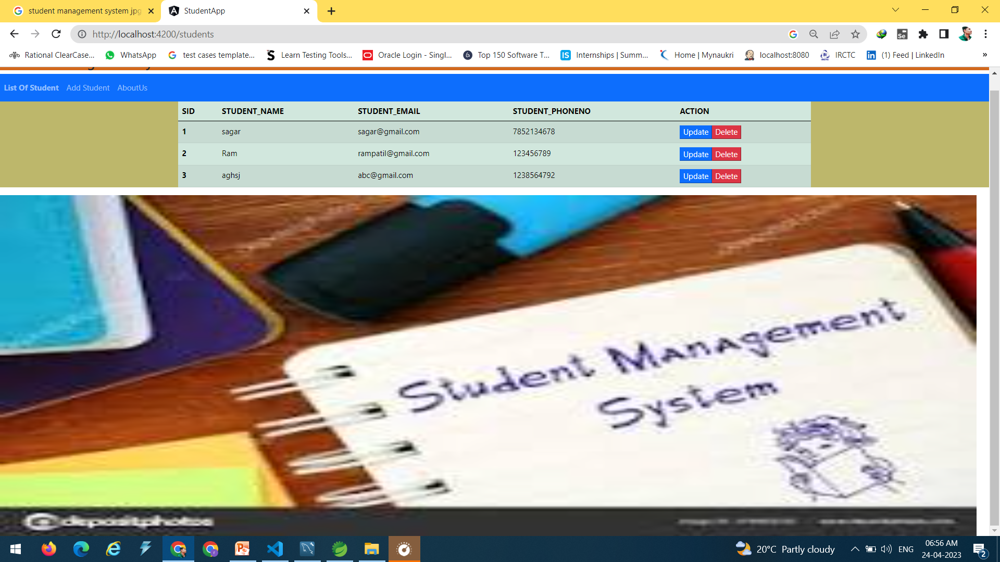 student management system jpg
StudentApp
http://localhost:4200/students
Rational ClearCase... WhatsApp test cases template... Learn Testing Tools... Oracle Login - Singl... Top 150 Software T... Internships | Summ... Home | Mynaukri localhost:8080 IRCTC (1) Feed | LinkedIn »
List Of Student Add Student AboutUs
SID STUDENT_NAME STUDENT_EMAIL STUDENT_PHONENO ACTION
1 sagar sagar@gmail.com 7852134678 Update Delete
2 Ram rampatil@gmail.com 123456789 Update Delete
3 aghsj abc@gmail.com 1238564792 Update Delete
Student Management
System
depositphotos
20°C Partly cloudy ENG
06:56 AM
24-04-2023
2